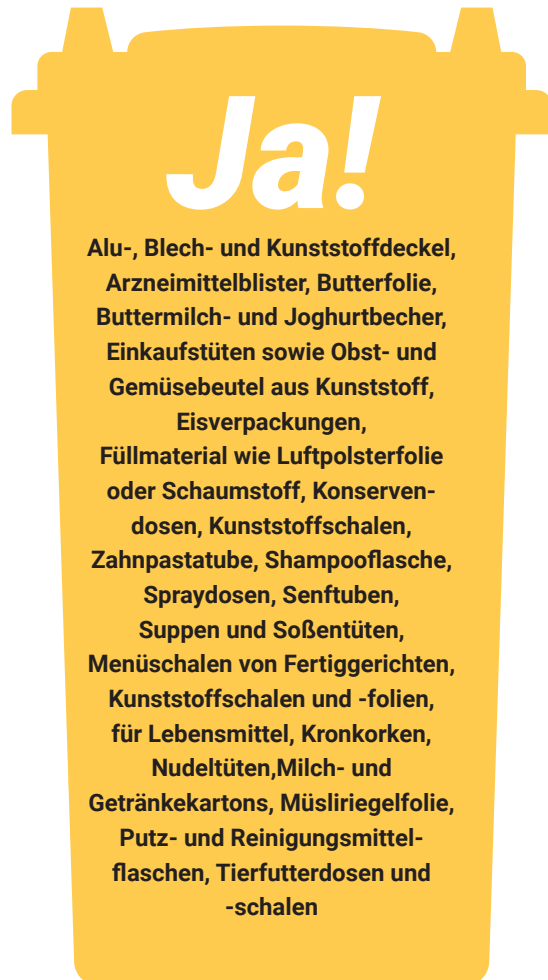 Ja!
Alu-, Blech- und Kunststoffdeckel,
Arzneimittelblister, Butterfolie,
Buttermilch- und Joghurtbecher,
Einkaufstüten sowie Obst- und
Gemüsebeutel aus Kunststoff,
Eisverpackungen,
Füllmaterial wie Luftpolsterfolie
oder Schaumstoff, Konserven-
dosen, Kunststoffschalen,
Zahnpastatube, Shampooflasche,
Spraydosen, Senftuben,
Suppen und Soßentüten,
Menüschalen von Fertiggerichten,
Kunststoffschalen und -folien,
für Lebensmittel, Kronkorken,
Nudeltüten,Milch- und
Getränkekartons, Müsliriegelfolie,
Putz- und Reinigungsmittel-
flaschen, Tierfutterdosen und
-schalen